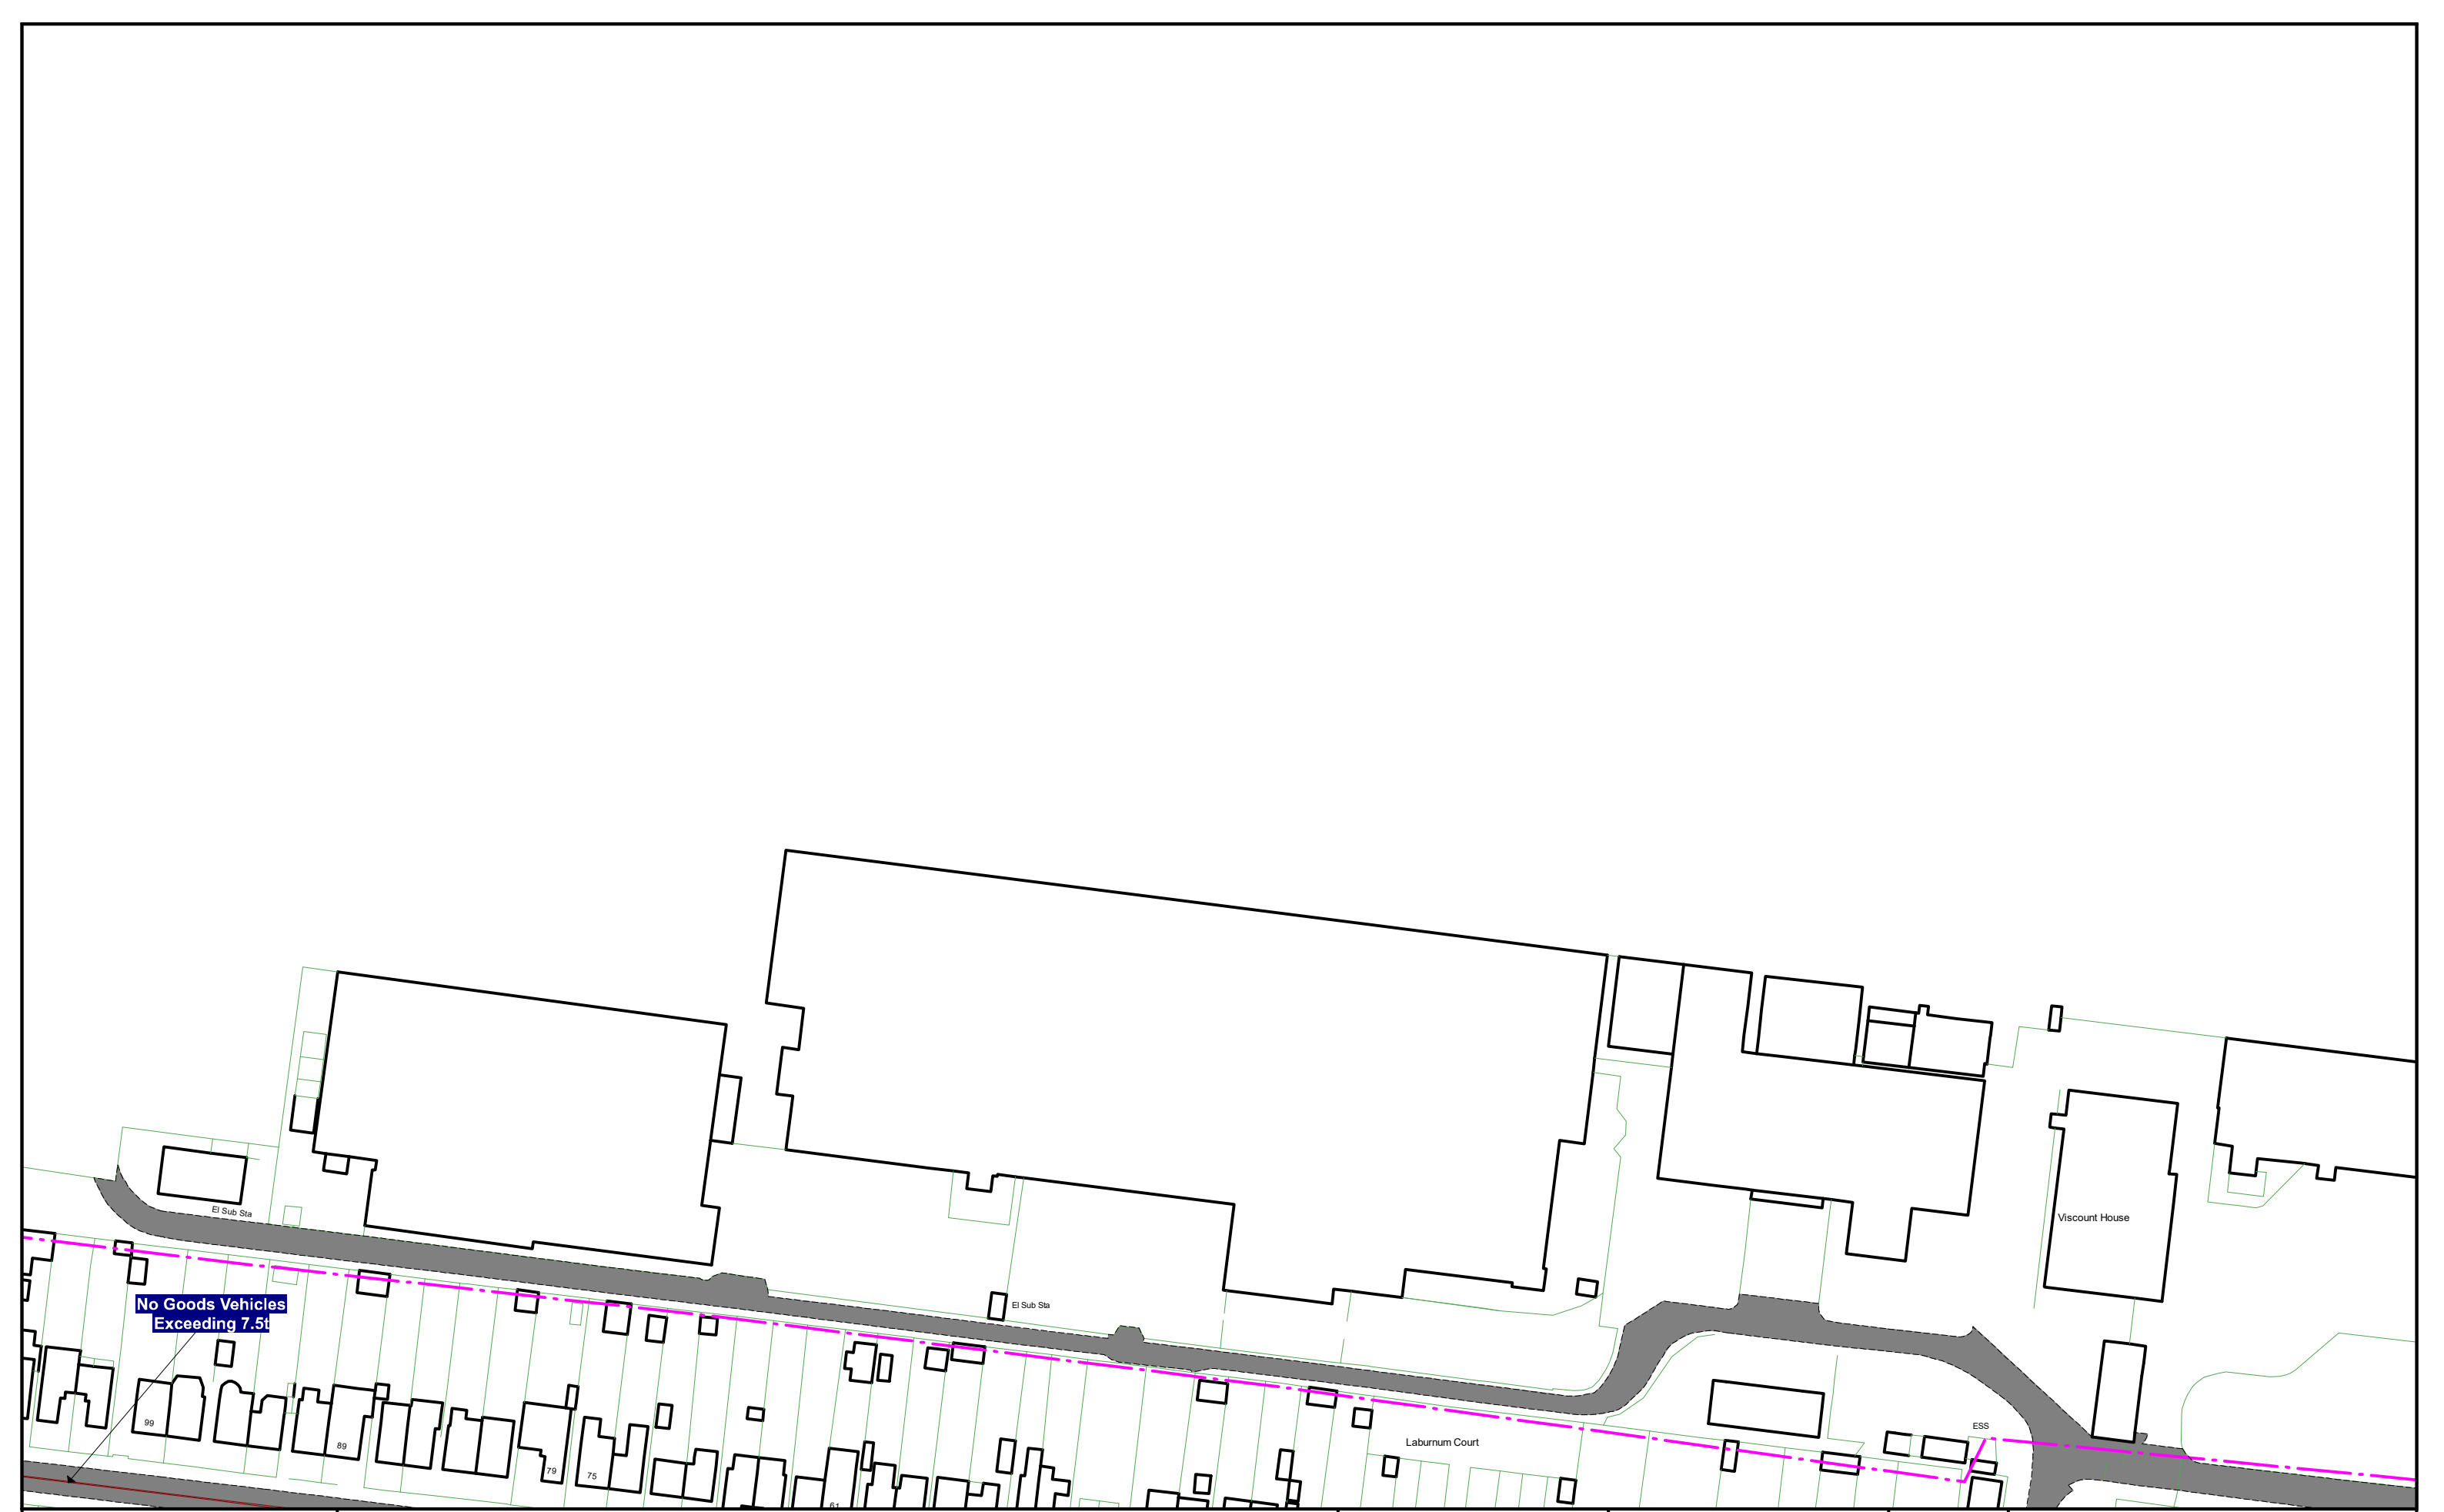 Viscount House
El Sub Sta
No Goods Vehicles
Exceeding 7.5t
El Sub Sta
99
89
79
75
61
Laburnum Court
ESS